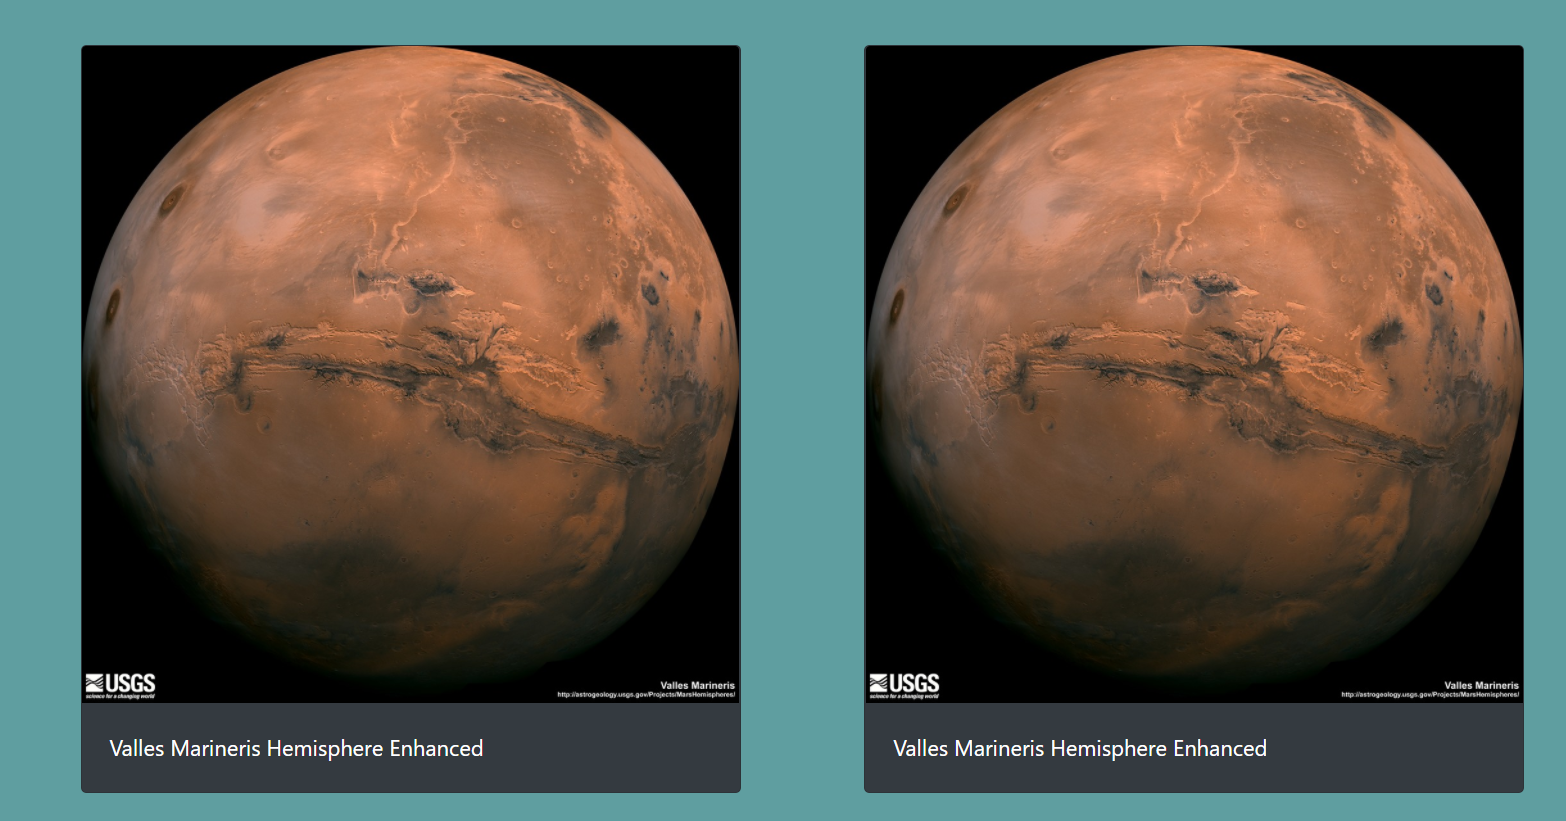 USGS
science for a changing world
Valles Marineris
http://astrogeology.usgs.gov/Projects/MarsHemispheres/
Valles Marineris Hemisphere Enhanced
USGS
science for a changing world
Valles Marineris
http://astrogeology.usgs.gov/Projects/MarsHemispheres/
Valles Marineris Hemisphere Enhanced